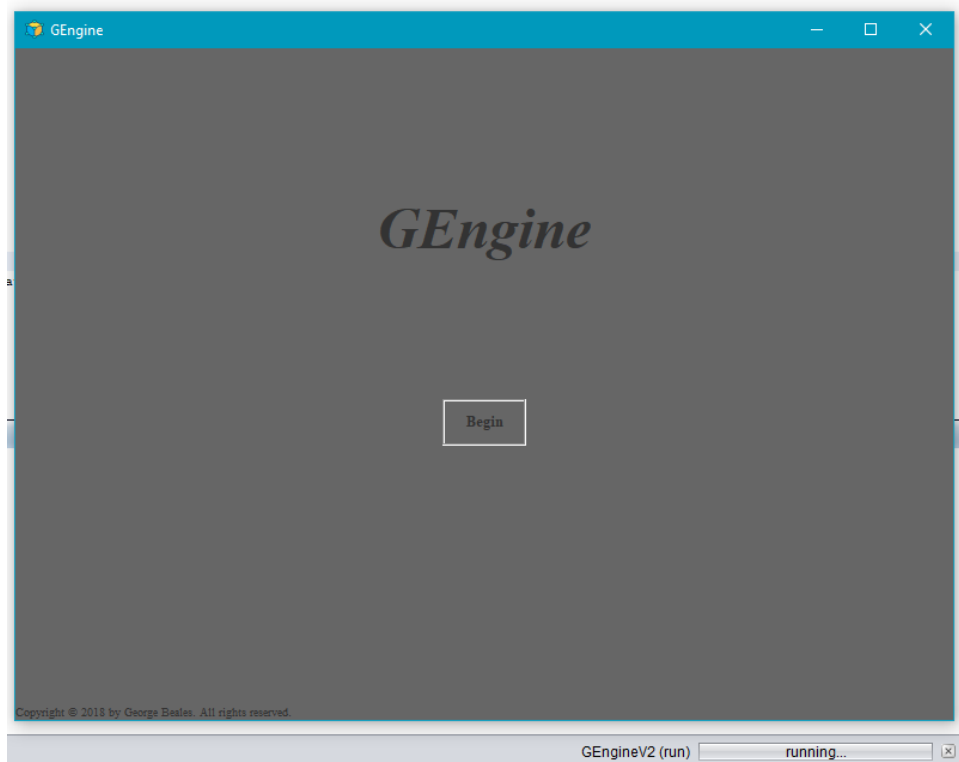 GEngine
GEngine
Begin
Copyright © 2018 by George Beales. All rights reserved.
GEngineV2 (run) running...